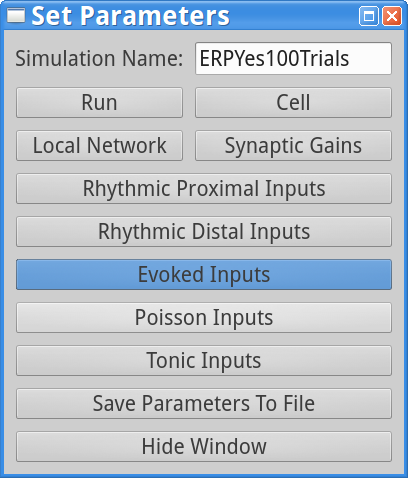 Set Parameters
Simulation Name: ERPYes100Trials
Run Cell
Local Network Synaptic Gains
Rhythmic Proximal Inputs
Rhythmic Distal Inputs
Evoked Inputs
Poisson Inputs
Tonic Inputs
Save Parameters To File
Hide Window